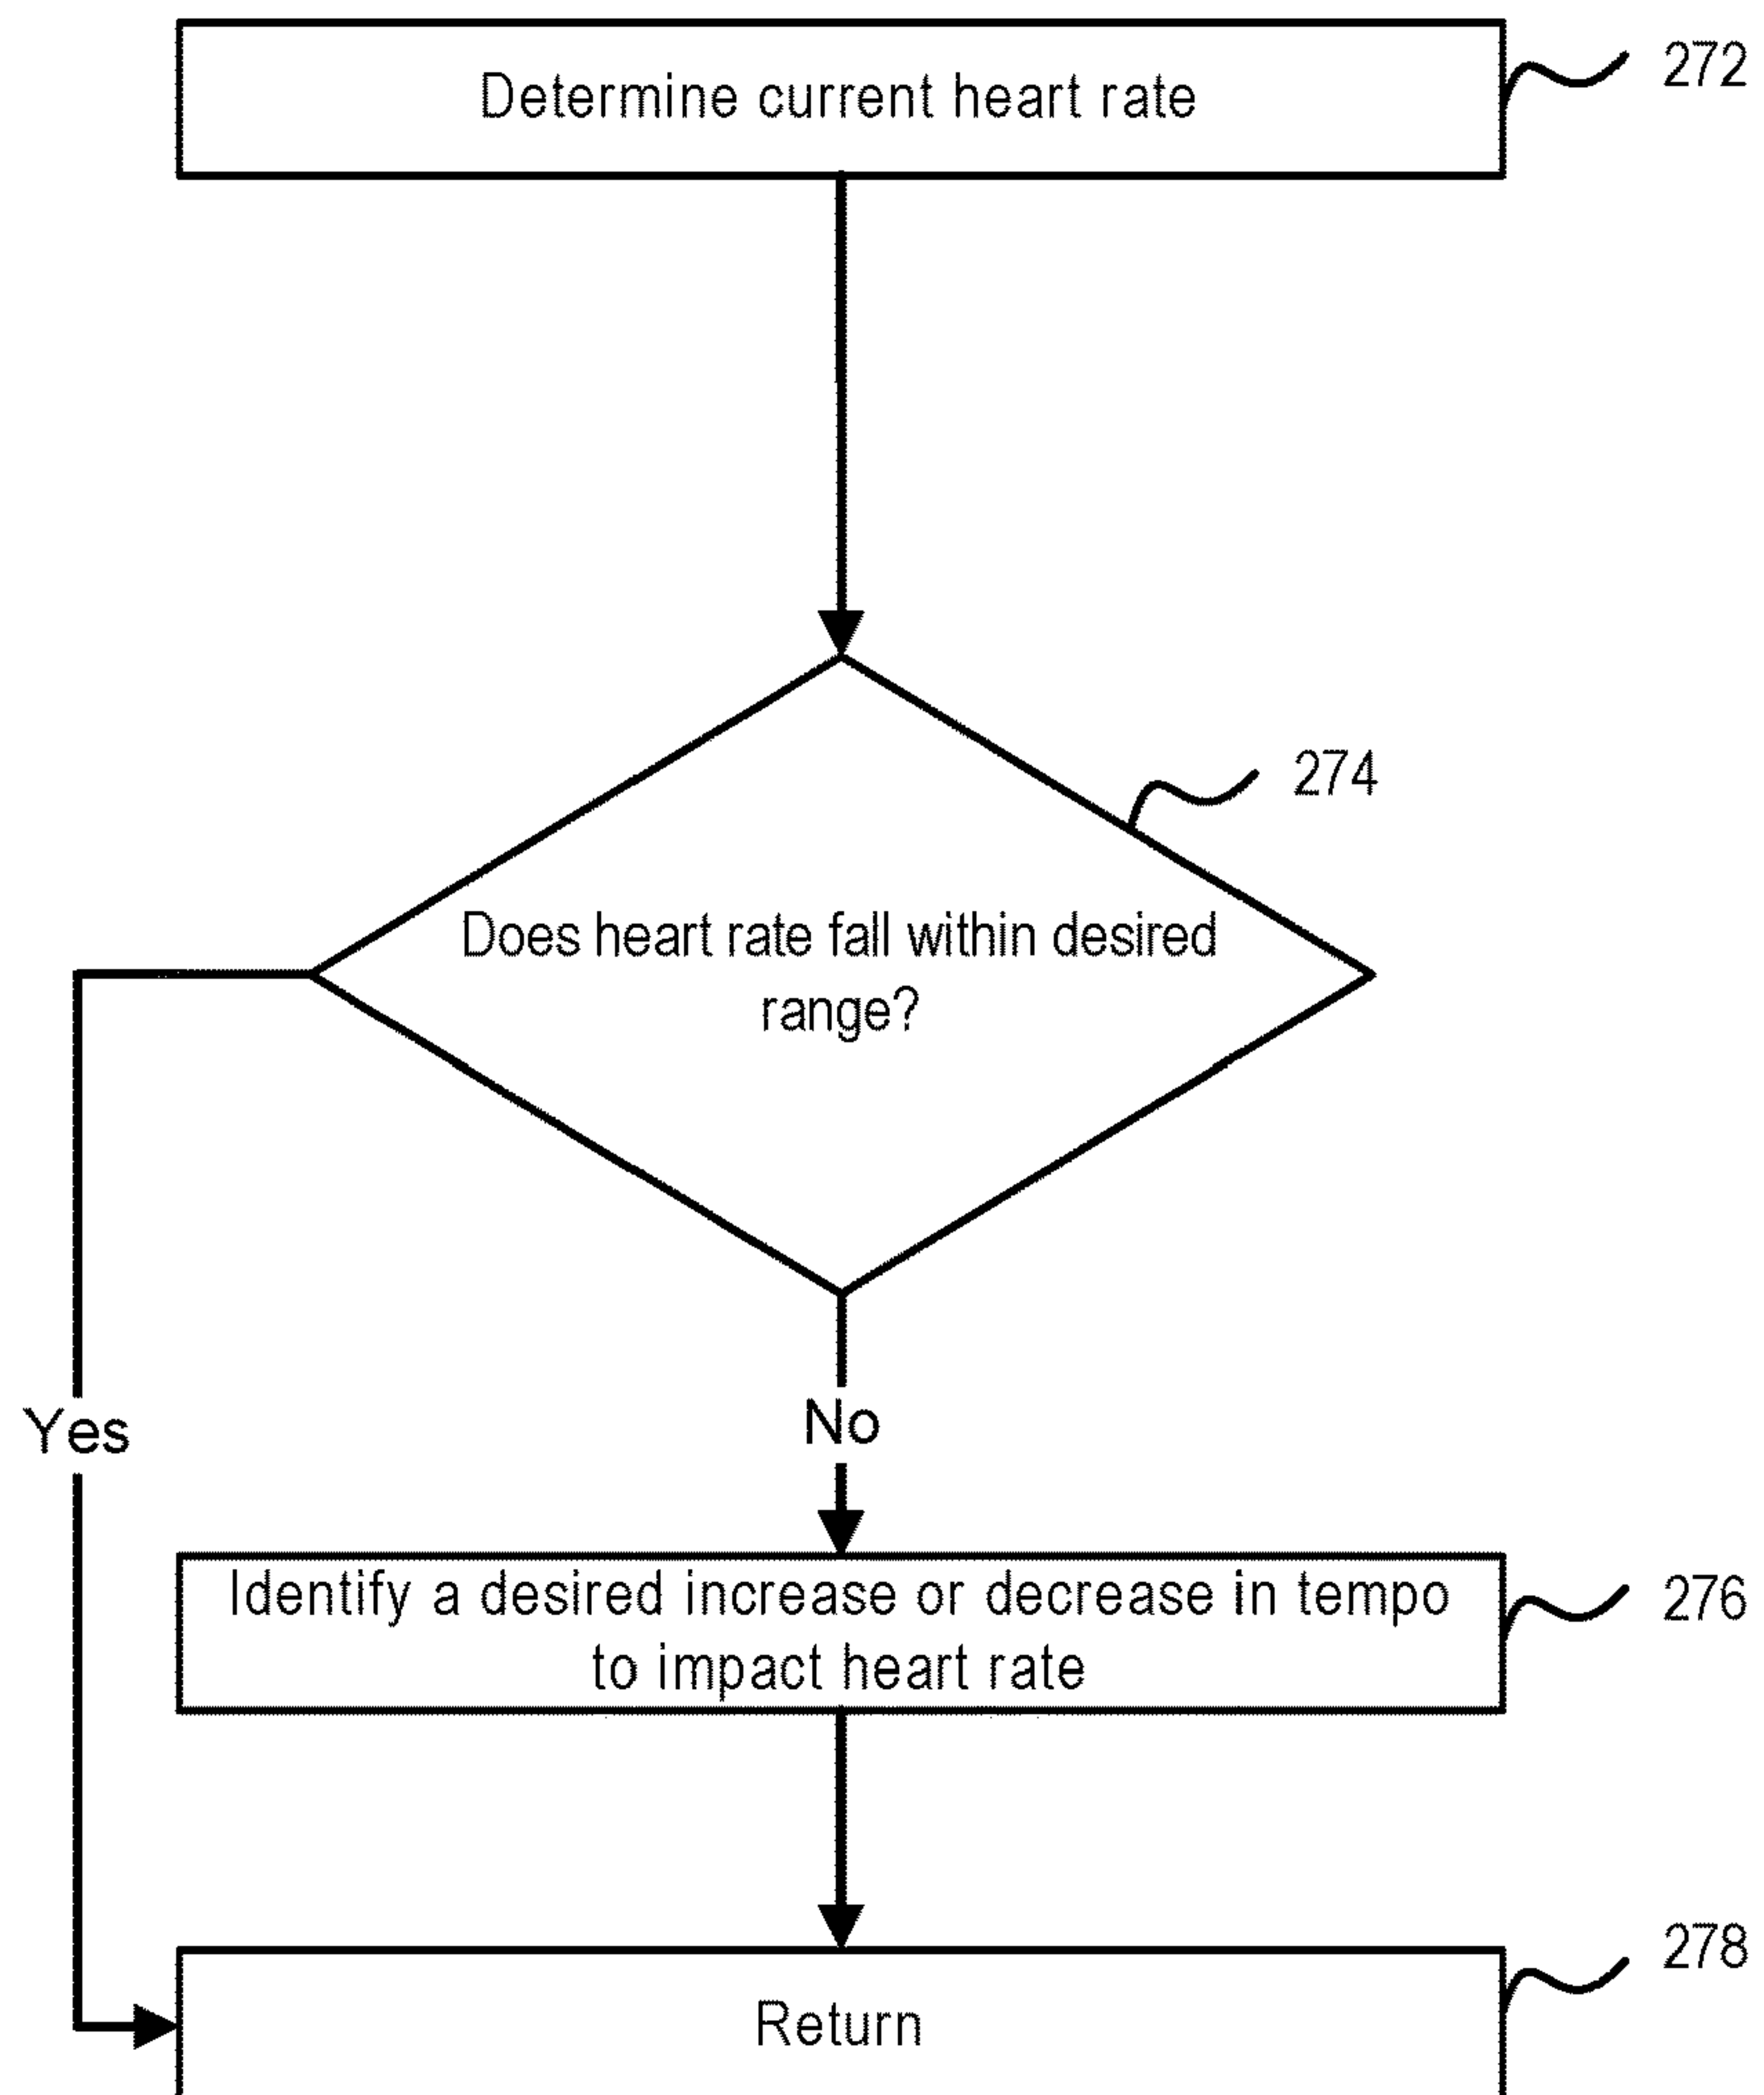 Determine current heart rate
272
274
Does heart rate fall within desired
range?
Yes
No
Identify a desired increase or decrease in tempo
to impact heart rate
276
278
Return